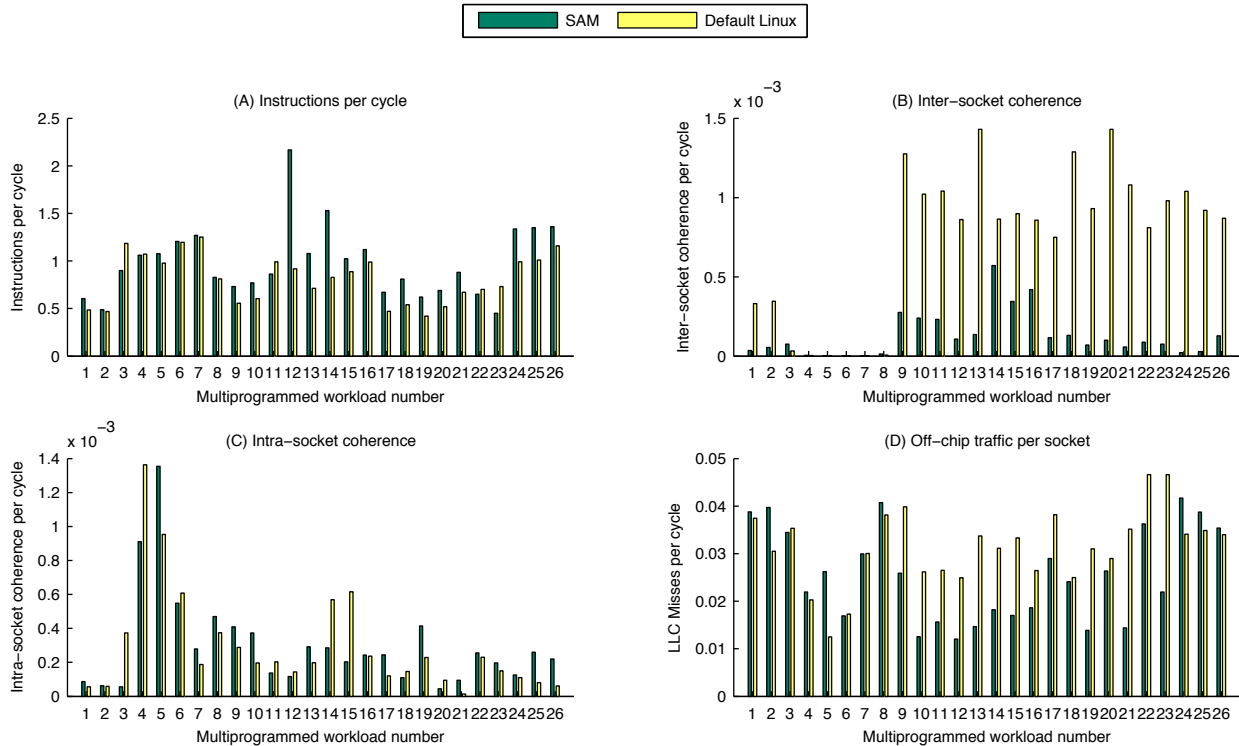 SAM Default Linux
(A) Instructions per cycle
Instructions per cycle
2.5
2
1.5
1
0.5
0
1 2 3 4 5 6 7 8 9 10 11 12 13 14 15 16 17 18 19 20 21 22 23 24 25 26
Multiprogrammed workload number
(B) Inter−socket coherence
x 10−3
Inter−socket coherence per cycle
1.5
1
0.5
0
1 2 3 4 5 6 7 8 9 10 11 12 13 14 15 16 17 18 19 20 21 22 23 24 25 26
Multiprogrammed workload number
(C) Intra−socket coherence
x 10−3
Intra−socket coherence per cycle
1.4
1.2
1
0.8
0.6
0.4
0.2
0
1 2 3 4 5 6 7 8 9 10 11 12 13 14 15 16 17 18 19 20 21 22 23 24 25 26
Multiprogrammed workload number
(D) Off−chip traffic per socket
LLC Misses per cycle
0.05
0.04
0.03
0.02
0.01
0
1 2 3 4 5 6 7 8 9 10 11 12 13 14 15 16 17 18 19 20 21 22 23 24 25 26
Multiprogrammed workload number